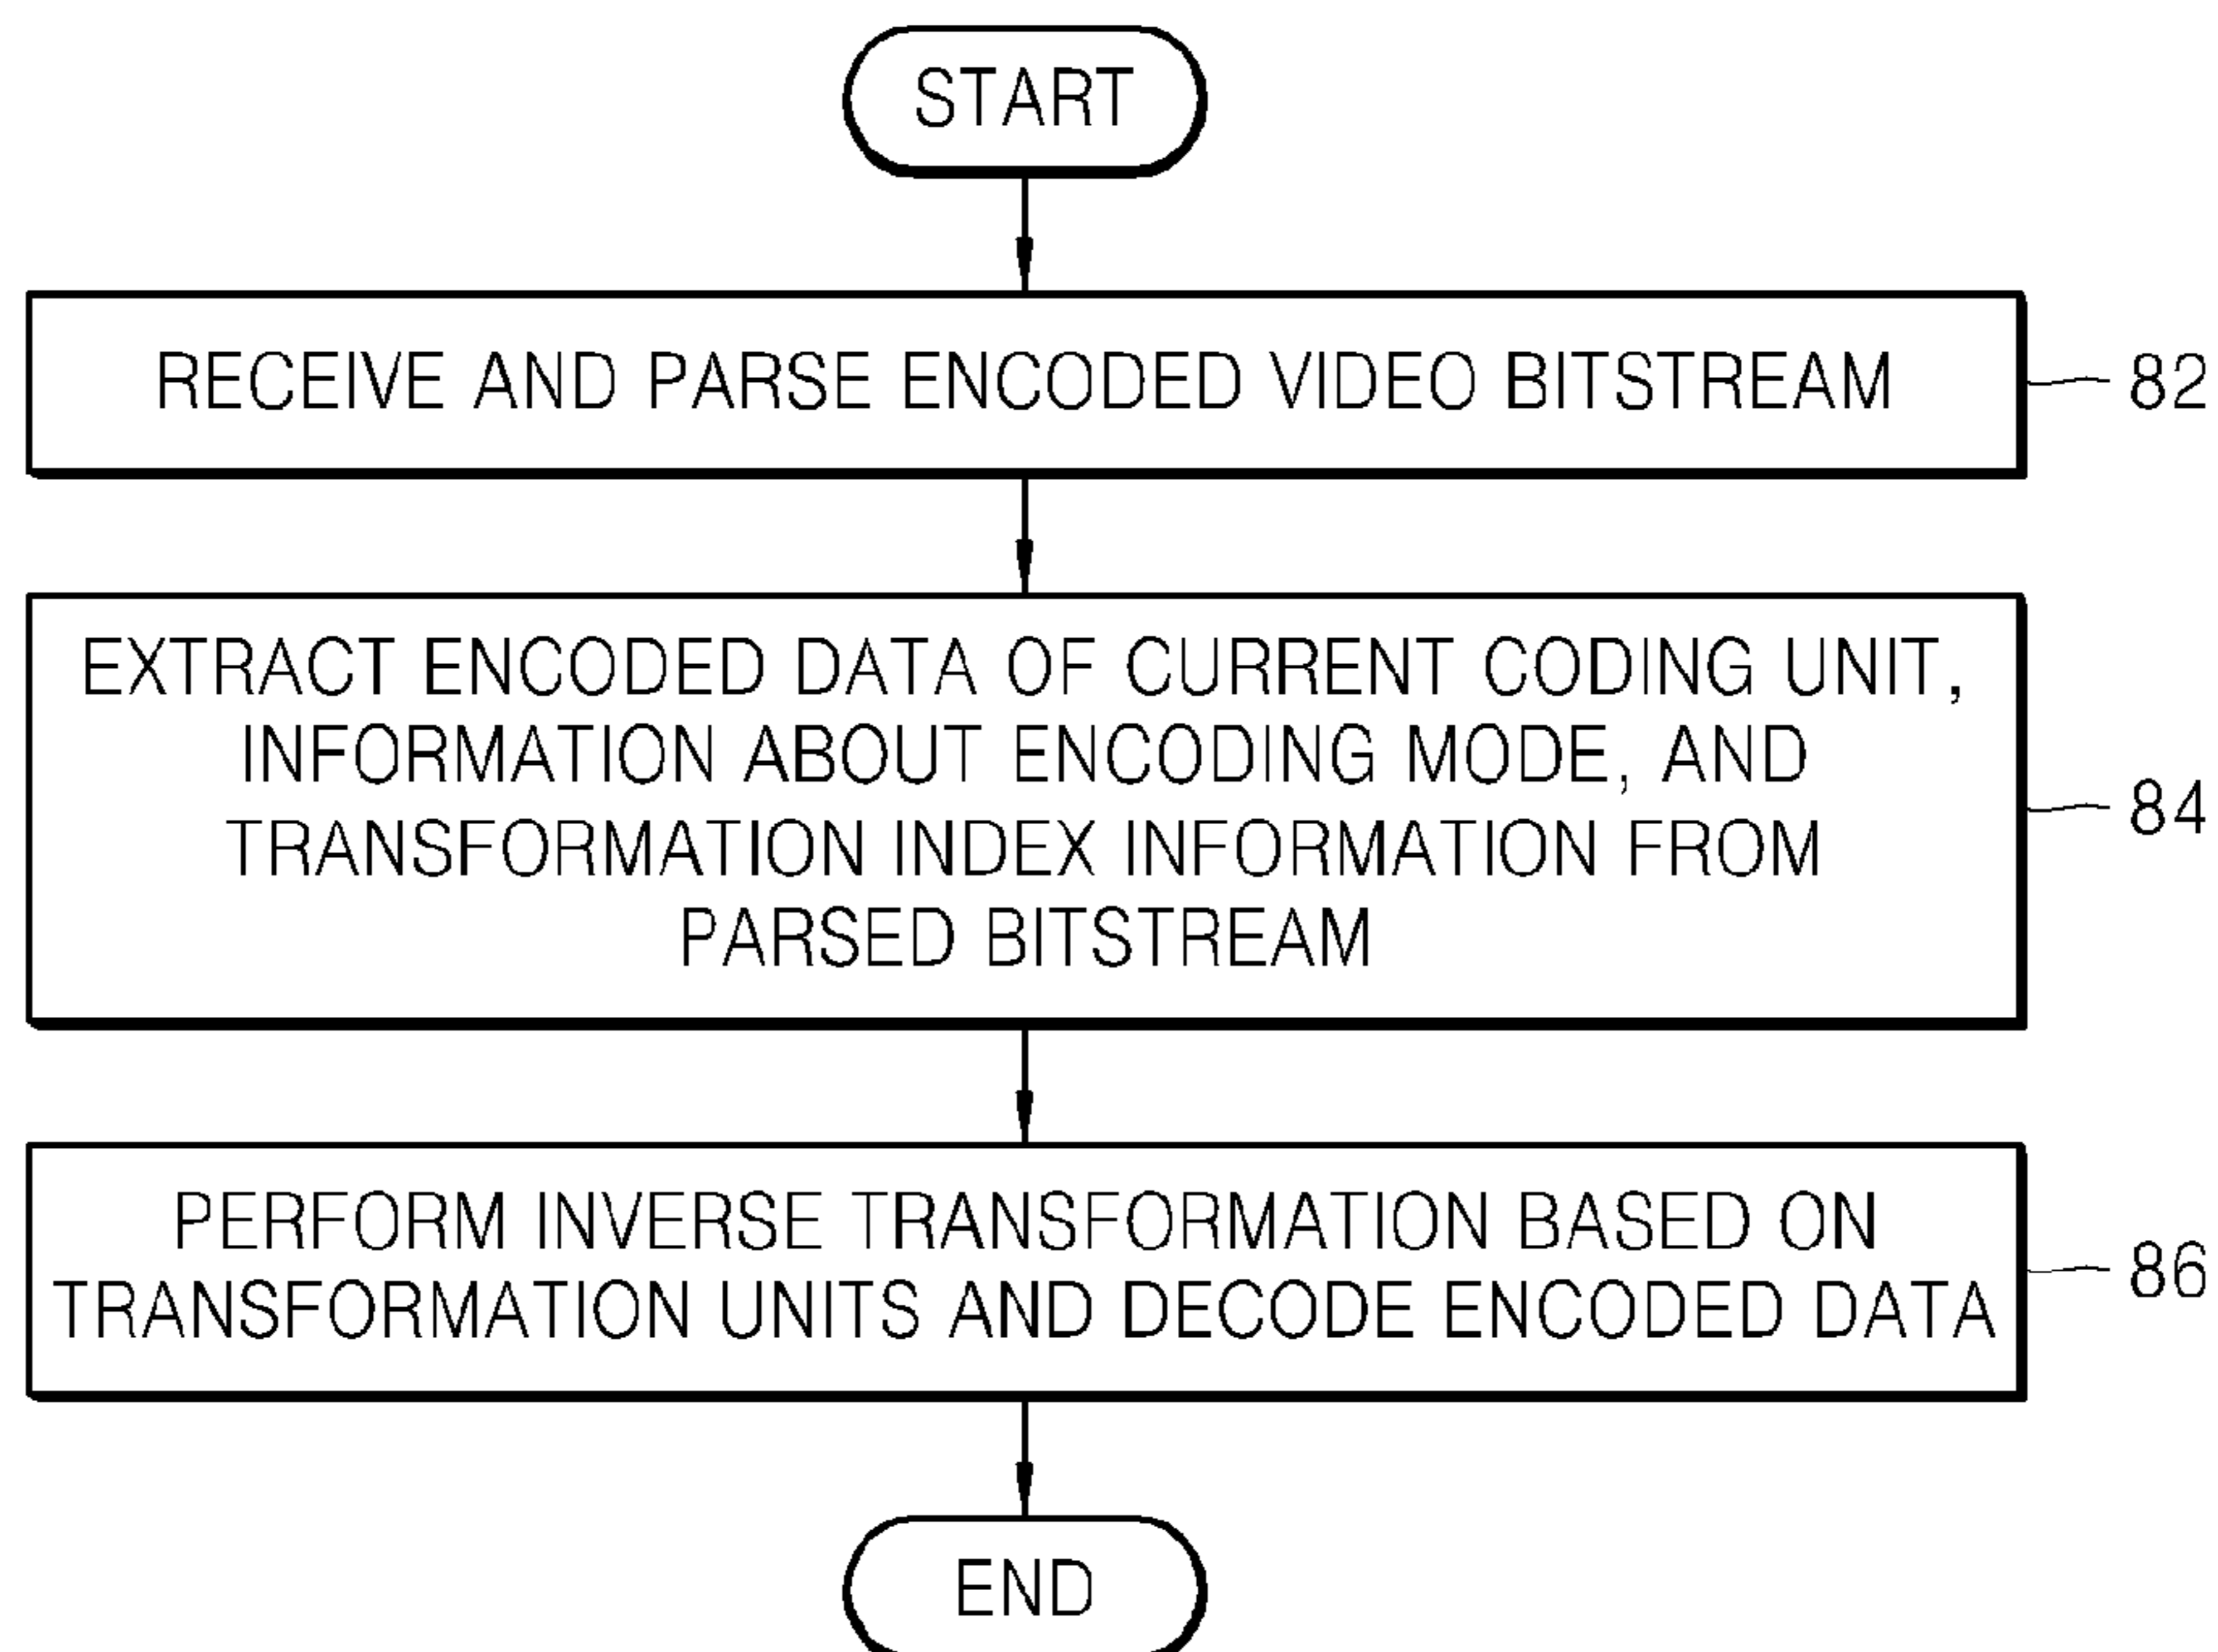 START
RECEIVE AND PARSE ENCODED VIDEO BITSTREAM
82
EXTRACT ENCODED DATA OF CURRENT CODING UNIT,
INFORMATION ABOUT ENCODING MODE, AND
TRANSFORMATION INDEX INFORMATION FROM
PARSED BITSTREAM
84
PERFORM INVERSE TRANSFORMATION BASED ON
TRANSFORMATION UNITS AND DECODE ENCODED DATA
86
END